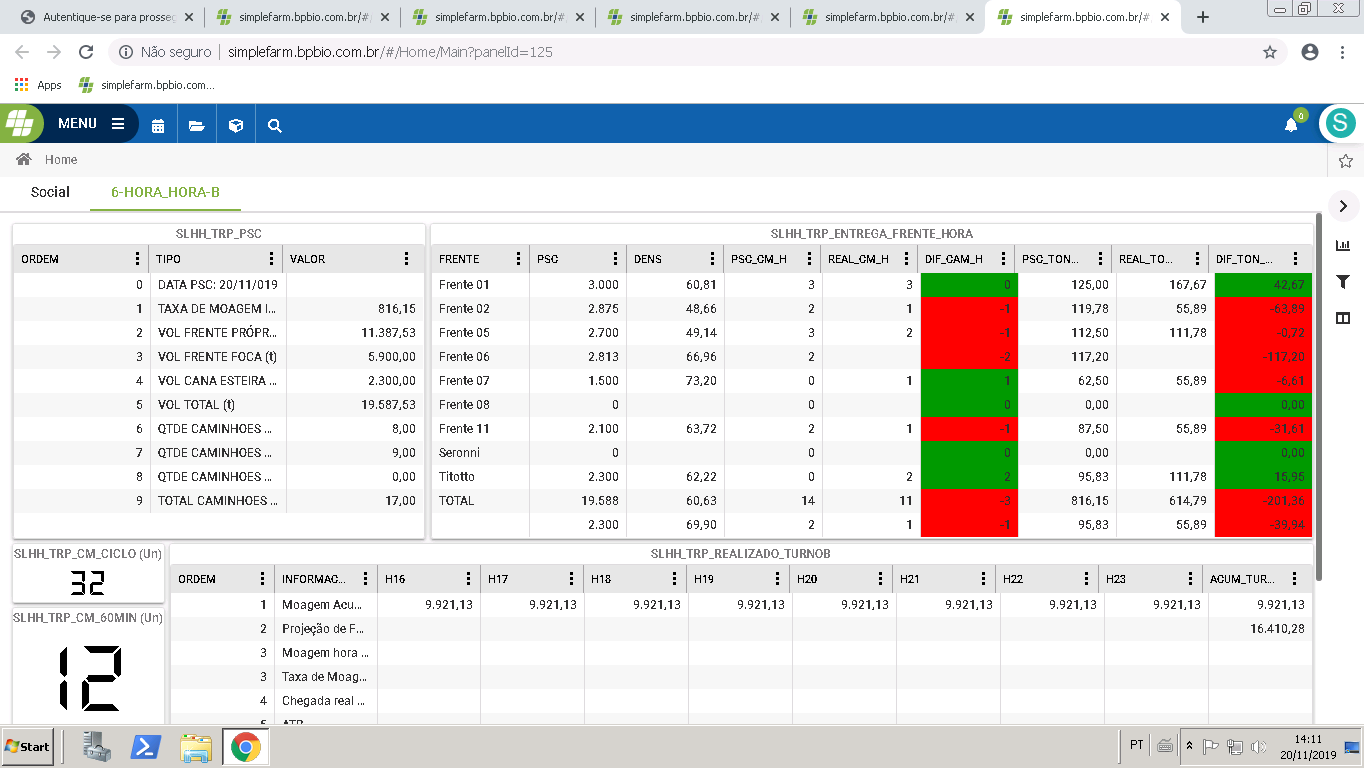 Autentique-se para prosseg
simplefarm.bpbio.com.br/#/
simplefarm.bpbio.com.br/#
simplefarm.bpbio.com.br/#
simplefarm.bpbio.com.br/#
simplefarm.bpbio.com.br/#
Não seguro | simplefarm.bpbio.com.br/#/Home/Main?panelId=125
Apps simplefarm.bpbio.com....
MENU 0 S
Home
Social 6-HORA_HORA-B
SLHH_TRP_PSC
ORDEM TIPO VALOR
0 DATA PSC: 20/11/019
1 TAXA DE MOAGEM I... 816,15
2 VOL FRENTE PRÓPR... 11.387,53
3 VOL FRENTE FOCA (t) 5.900,00
4 VOL CANA ESTEIRA ... 2.300,00
5 VOL TOTAL (t) 19.587,53
6 QTDE CAMINHOES ... 8,00
7 QTDE CAMINHOES ... 9,00
8 QTDE CAMINHOES ... 0,00
9 TOTAL CAMINHOES ... 17,00
SLHH_TRP_ENTREGA_FRENTE_HORA
FRENTE PSC DENS PSC_CM_H REAL_CM_H DIF_CAM_H PSC_TON... REAL_TO... DIF_TON_...
Frente 01 3.000 60,81 3 3 0 125,00 167,67 42,67
Frente 02 2.875 48,66 2 1 -1 119,78 55,89 -63,89
Frente 05 2.700 49,14 3 2 -1 112,50 111,78 -0,72
Frente 06 2.813 66,96 2 -2 117,20 -117,20
Frente 07 1.500 73,20 0 1 1 62,50 55,89 -6,61
Frente 08 0 0 0 0 0,00 0,00
Frente 11 2.100 63,72 2 1 -1 87,50 55,89 -31,61
Seronni 0 0 0 0 0,00 0,00
Titotto 2.300 62,22 0 2 2 95,83 111,78 15,95
TOTAL 19.588 60,63 14 11 -3 816,15 614,79 -201,36
2.300 69,90 2 1 -1 95,83 55,89 -39,94
SLHH_TRP_CM_CICLO (Un)
32
SLHH_TRP_CM_60MIN (Un)
12
SLHH_TRP_REALIZADO_TURNOB
ORDEM INFORMAC... H16 H17 H18 H19 H20 H21 H22 H23 ACUM_TUR...
1 Moagem Acu... 9.921,13 9.921,13 9.921,13 9.921,13 9.921,13 9.921,13 9.921,13 9.921,13 9.921,13
2 Projeção de F... 16.410,28
3 Moagem hora ...
3 Taxa de Moag...
4 Chegada real ...
5 ATR
Start PT 14:11
20/11/2019